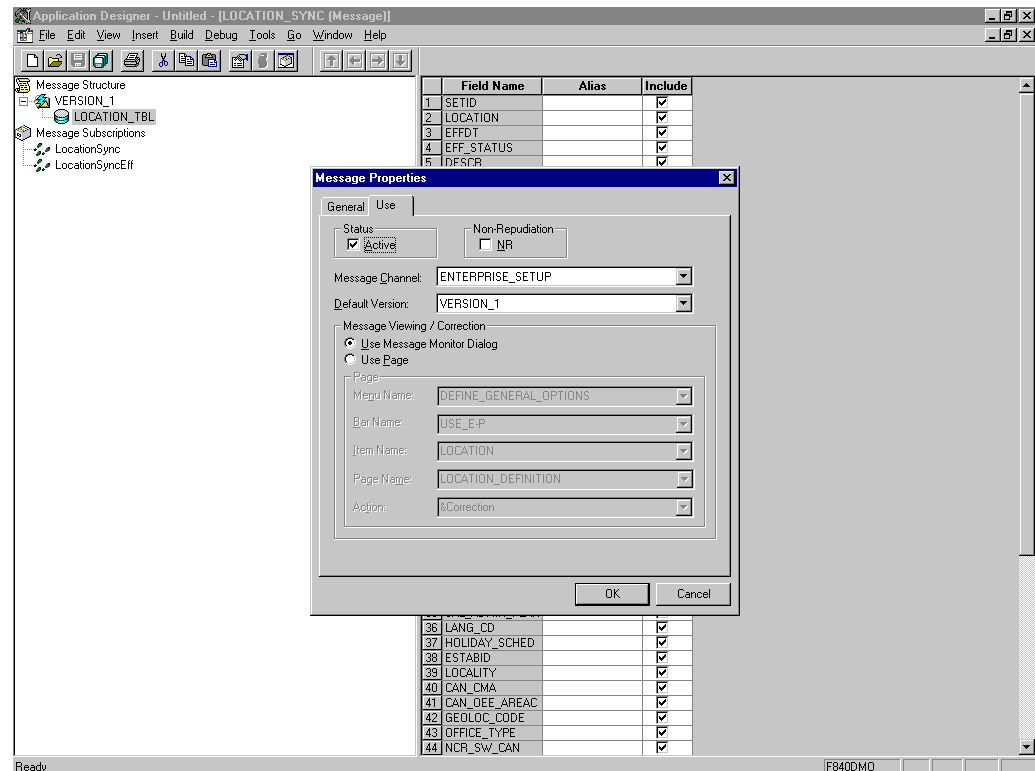 Application Designer - Untitled - [LOCATION_SYNC (Message)]
File Edit View Insert Build Debug Tools Go Window Help
Message Structure
VERSION_1
LOCATION_TBL
Message Subscriptions
LocationSync
LocationSyncEff
Field Name Alias Include
1 SETID
2 LOCATION
3 EFFDT
4 EFF_STATUS
5 DESCR
Message Properties
General Use
Status
Active
Non-Repudiation
NR
Message Channel: ENTERPRISE_SETUP
Default Version: VERSION_1
Message Viewing / Correction
Use Message Monitor Dialog
Use Page
Page
Menu Name: DEFINE_GENERAL_OPTIONS
Bar Name: USE_E-P
Item Name: LOCATION
Page Name: LOCATION_DEFINITION
Action: &Correction
OK Cancel
36 LANG_CD
37 HOLIDAY_SCHED
38 ESTABID
39 LOCALITY
40 CAN_CMA
41 CAN_OEE_AREAC
42 GEOLOC_CODE
43 OFFICE_TYPE
44 NCR_SW_CAN
Ready F840DMO